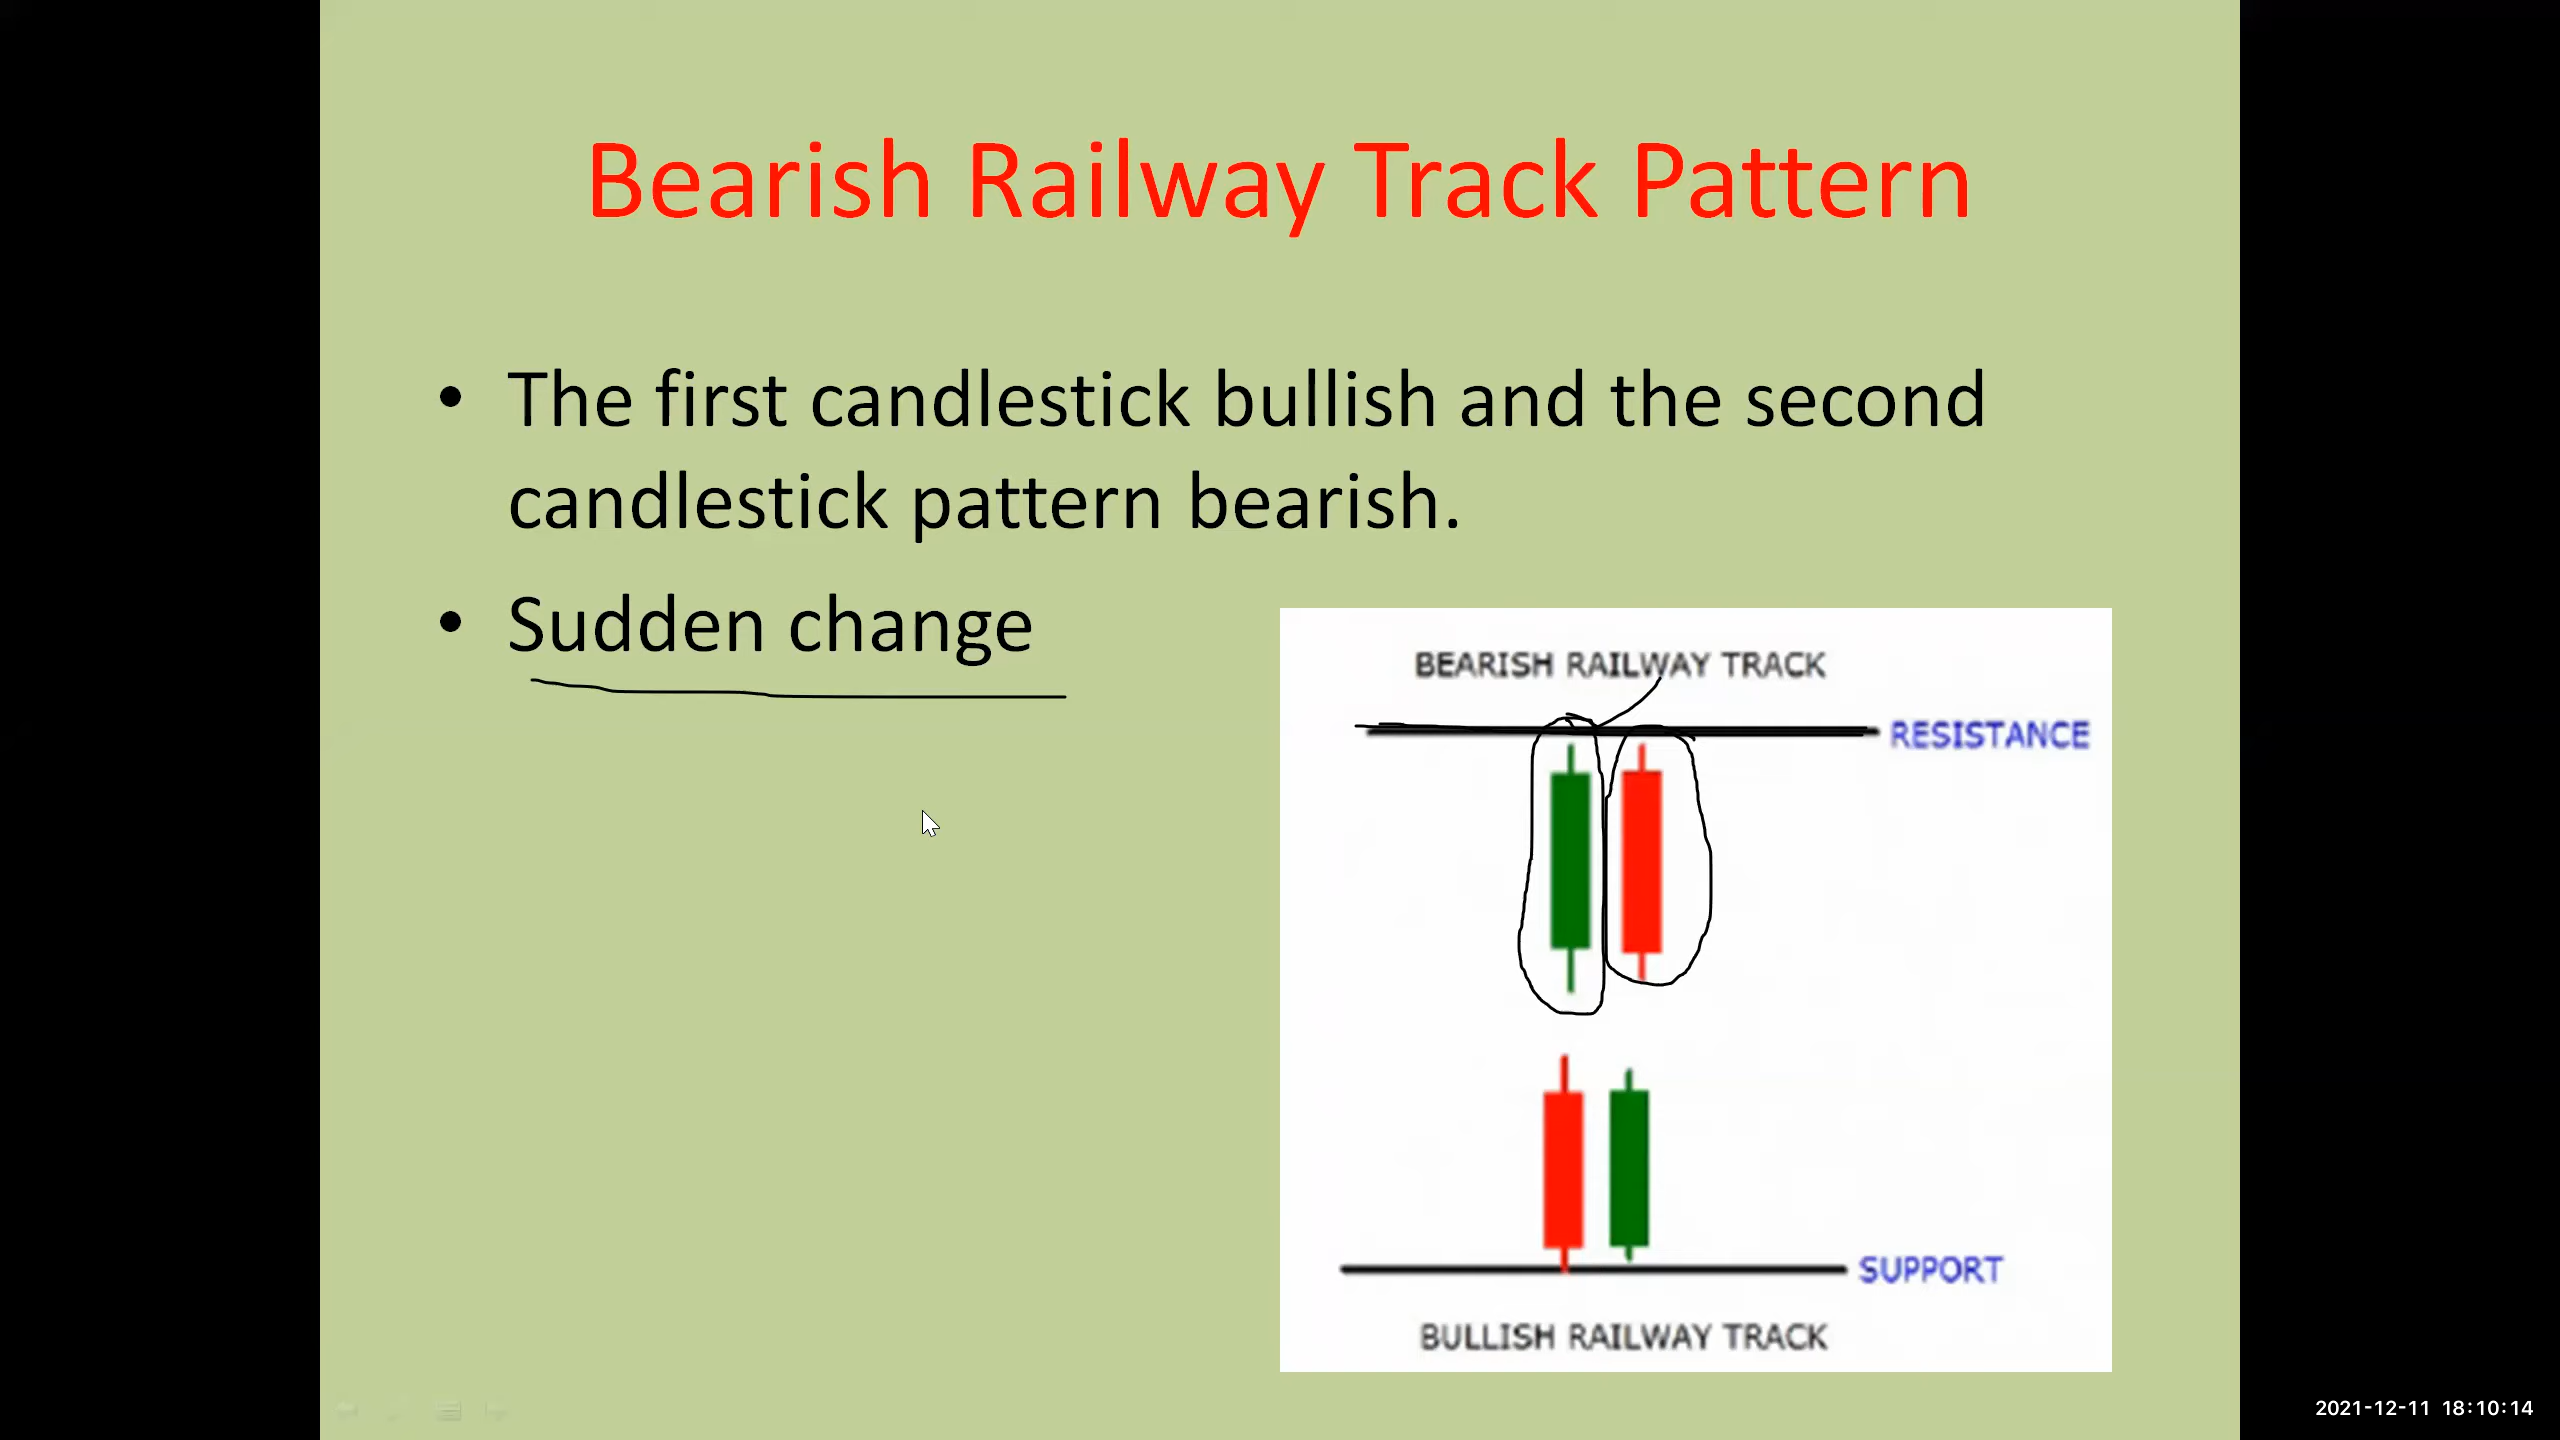 Bearish Railway Track Pattern
• The first candlestick bullish and the second
candlestick pattern bearish.
• Sudden change
BEARISH RAILWAY TRACK
RESISTANCE
SUPPORT
BULLISH RAILWAY TRACK
2021-12-11 18:10:14